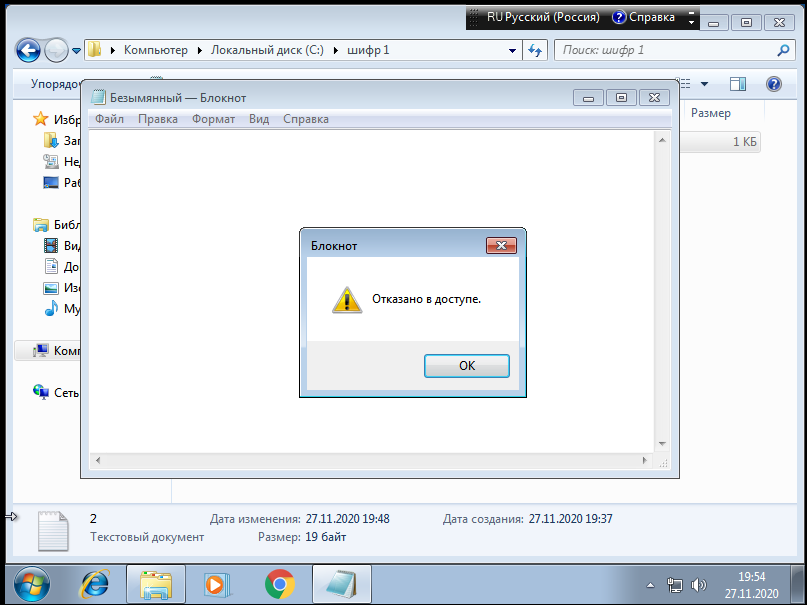 RU Русский (Россия) Справка
Компьютер Локальный диск (C:) шифр 1
Поиск: шифр 1
Упорядо
Безымянный — Блокнот
Файл Правка Формат Вид Справка
Размер
1 КБ
Избр
Заг
Нед
Раб
Библ
Вид
До
Изо
Му
Комп
Сеть
Блокнот
Отказано в доступе.
OK
2 Дата изменения: 27.11.2020 19:48 Дата создания: 27.11.2020 19:37
Текстовый документ Размер: 19 байт
19:54
27.11.2020